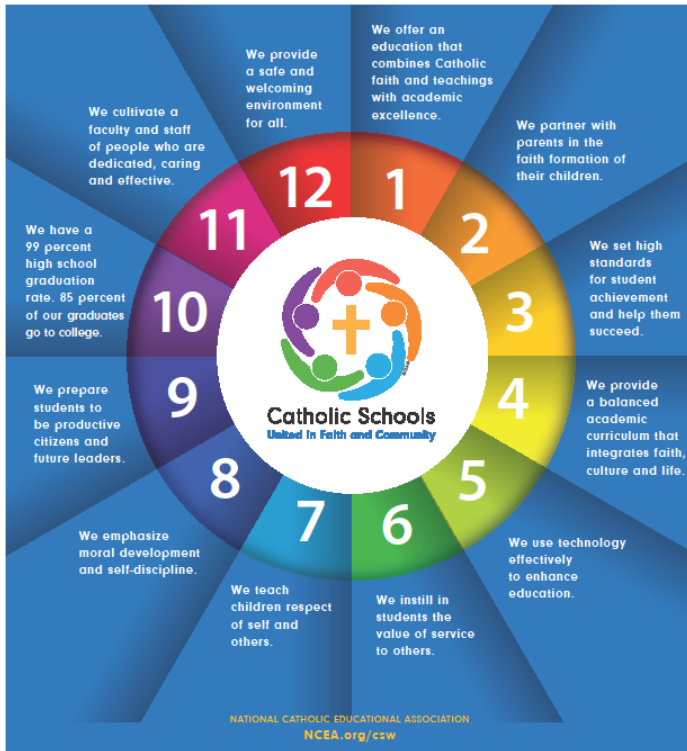 We offer an
education that
combines Catholic
faith and teachings
with academic
excellence.
We partner with
parents in the
faith formation of
their children.
We set high
standards
for student
achievement
and help them
succeed.
We provide
a balanced
academic
curriculum that
integrates faith,
culture and life.
We use technology
effectively
to enhance
education.
We instill in
students the
value of service
to others.
We teach
children respect
of self and
others.
We emphasize
moral development
and self-discipline.
We prepare
students to
be productive
citizens and
future leaders.
We have a
99 percent
high school
graduation
rate. 85 percent
of our graduates
go to college.
We cultivate a
faculty and staff
of people who are
dedicated, caring
and effective.
We provide
a safe and
welcoming
environment
for all.
1
2
3
4
5
6
7
8
9
10
11
12
Catholic Schools
United in Faith and Community
NATIONAL CATHOLIC EDUCATIONAL ASSOCIATION
NCEA.org/csw